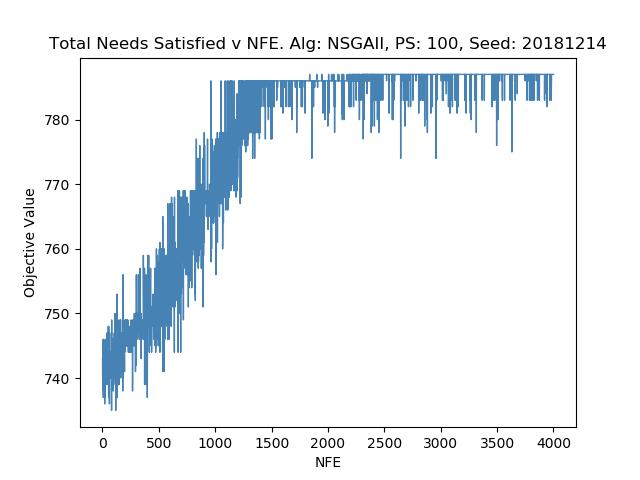 Total Needs Satisfied v NFE. Alg: NSGAII, PS: 100, Seed: 20181214
Objective Value
780
770
760
750
740
0 500 1000 1500 2000 2500 3000 3500 4000
NFE